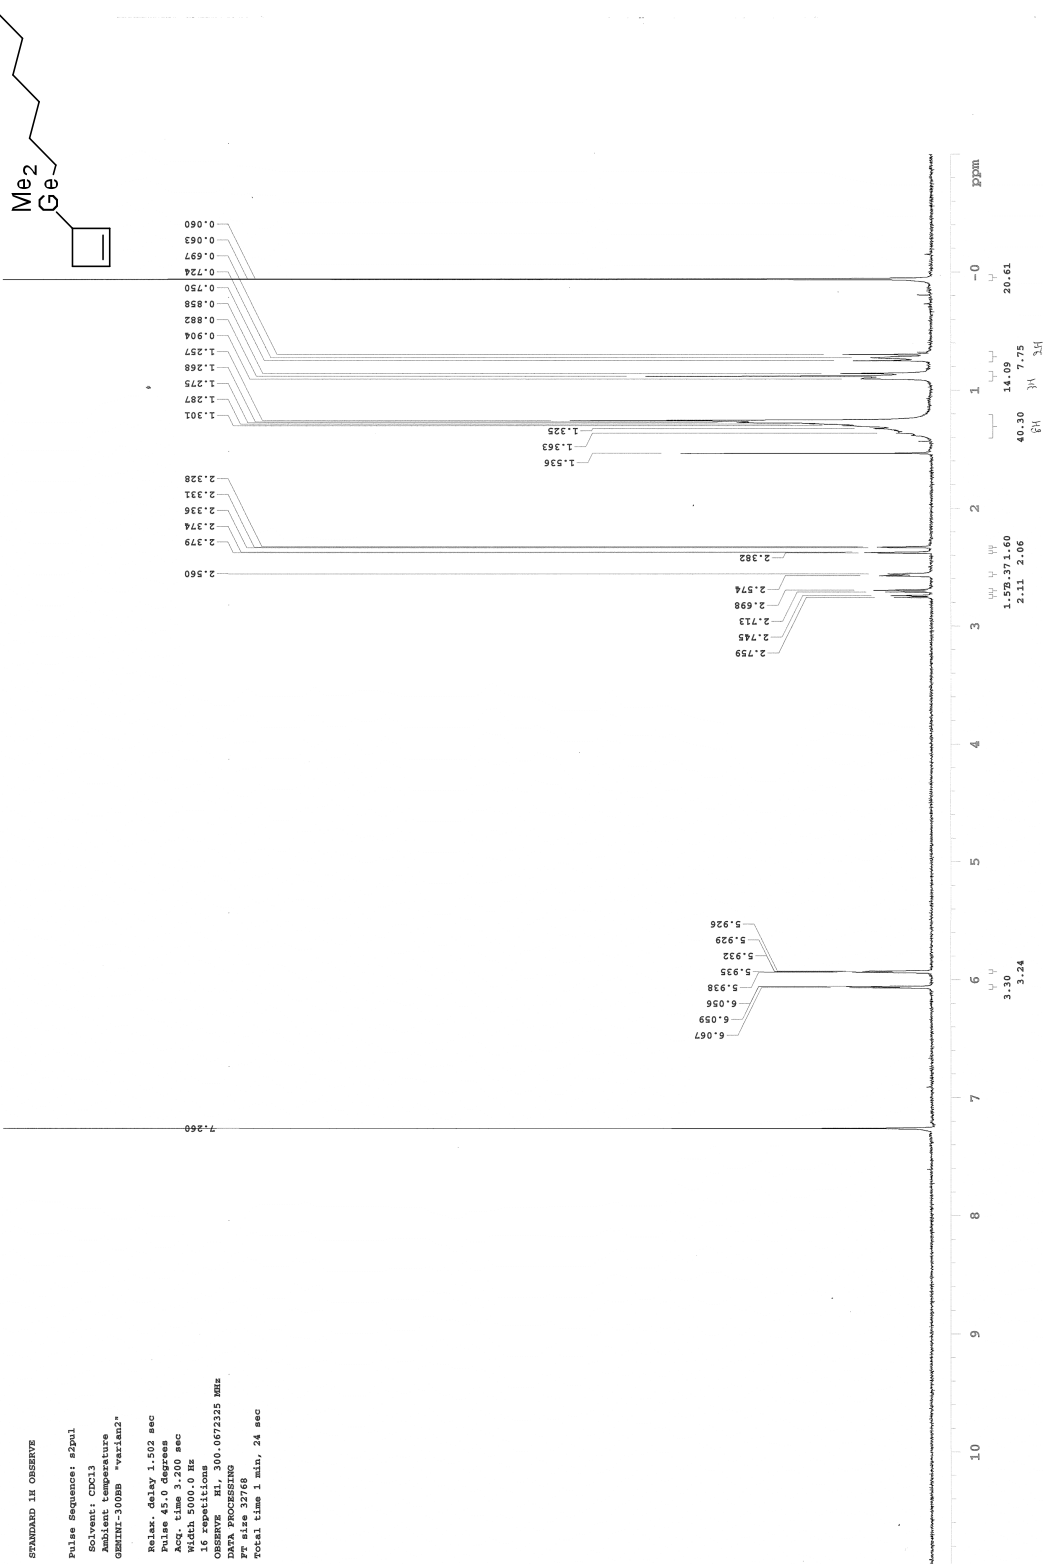 STANDARD 1H OBSERVE
Pulse Sequence: s2pul
Solvent: CDCl3
Ambient temperature
GEMINI-300BB "varian2"
Relax. delay 1.502 sec
Pulse 45.0 degrees
Acq. time 3.200 sec
Width 5000.0 Hz
16 repetitions
OBSERVE H1, 300.0672325 MHz
DATA PROCESSING
FT size 32768
Total time 1 min, 24 sec
Me2
Ge
7.260
6.067
6.059
6.056
5.938
5.935
5.932
5.929
5.926
2.759
2.745
2.713
2.698
2.574
2.560
2.382
2.379
2.374
2.336
2.331
2.328
1.536
1.363
1.325
1.301
1.287
1.275
1.268
1.257
0.904
0.882
0.858
0.750
0.724
0.697
0.063
0.060
10 9 8 7 6 5 4 3 2 1 -0 ppm
3.30 1.57 3.37 1.60 40.30 14.09 20.61
3.24 2.11 2.06 7.75